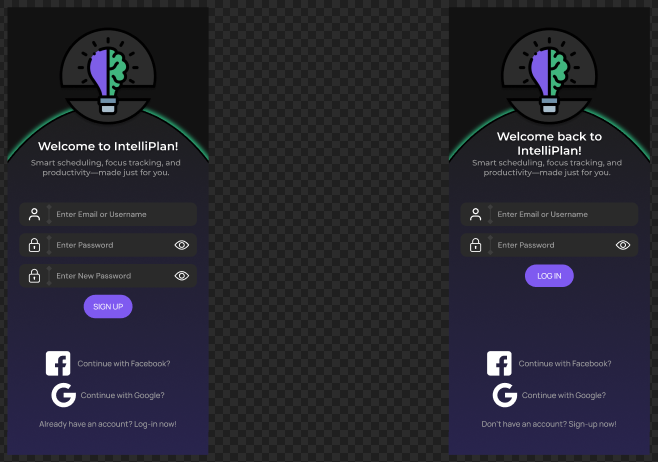 Welcome to IntelliPlan!
Smart scheduling, focus tracking, and
productivity—made just for you.
Enter Email or Username
Enter Password
Enter New Password
SIGN UP
Continue with Facebook?
Continue with Google?
Already have an account? Log-in now!
Welcome back to
IntelliPlan!
Smart scheduling, focus tracking, and
productivity—made just for you.
Enter Email or Username
Enter Password
LOG IN
Continue with Facebook?
Continue with Google?
Don't have an account? Sign-up now!